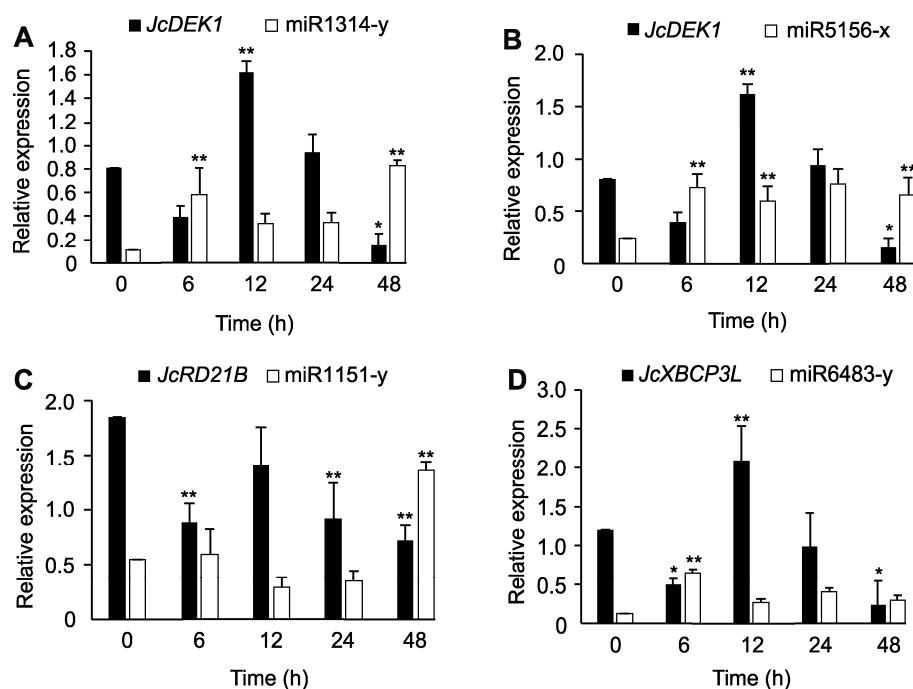 A
JcDEK1 miR1314-y
Relative expression
1.8
1.6
1.4
1.2
1.0
0.8
0.6
0.4
0.2
0
**
**
*
**
0 6 12 24 48
Time (h)
B
JcDEK1 miR5156-x
Relative expression
2.0
1.5
1.0
0.5
0
**
**
**
*
**
0 6 12 24 48
Time (h)
C
JcRD21B miR1151-y
Relative expression
2.0
1.5
1.0
0.5
0
**
**
**
**
0 6 12 24 48
Time (h)
D
JcXBCP3L miR6483-y
Relative expression
3.0
2.5
2.0
1.5
1.0
0.5
0
*
**
**
*
0 6 12 24 48
Time (h)